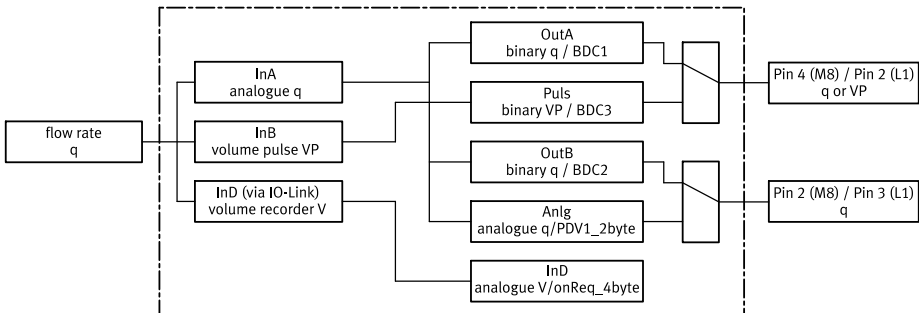 flow rate
q
InA
analogue q
InB
volume pulse VP
InD (via IO-Link)
volume recorder V
OutA
binary q / BDC1
Puls
binary VP / BDC3
OutB
binary q / BDC2
Anlg
analogue q/PDV1_2byte
InD
analogue V/onReq_4byte
Pin 4 (M8) / Pin 2 (L1)
q or VP
Pin 2 (M8) / Pin 3 (L1)
q